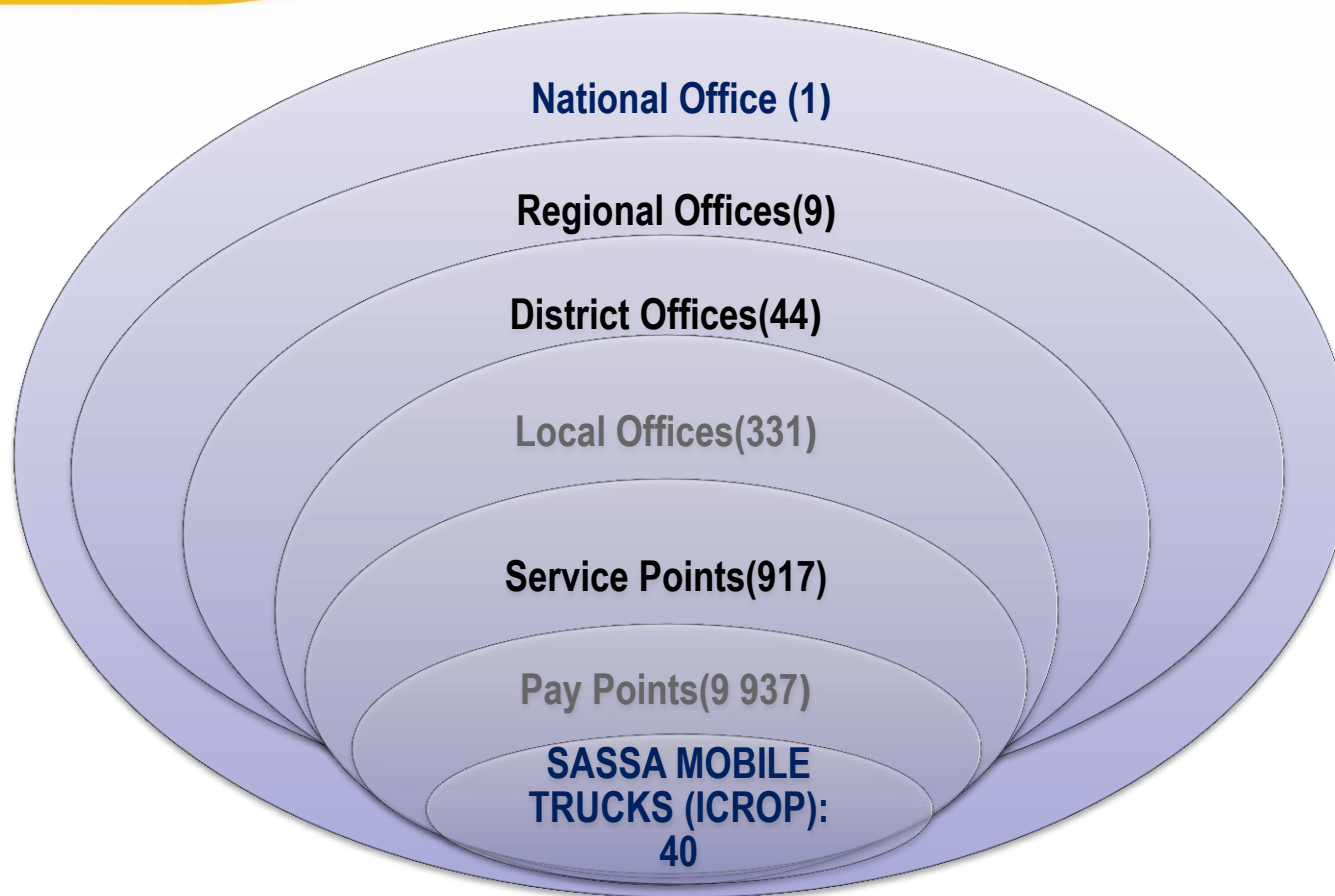 National Office (1)
Regional Offices(9)
District Offices(44)
Local Offices(331)
Service Points(917)
Pay Points(9 937)
SASSA MOBILE
TRUCKS (ICROP):
40